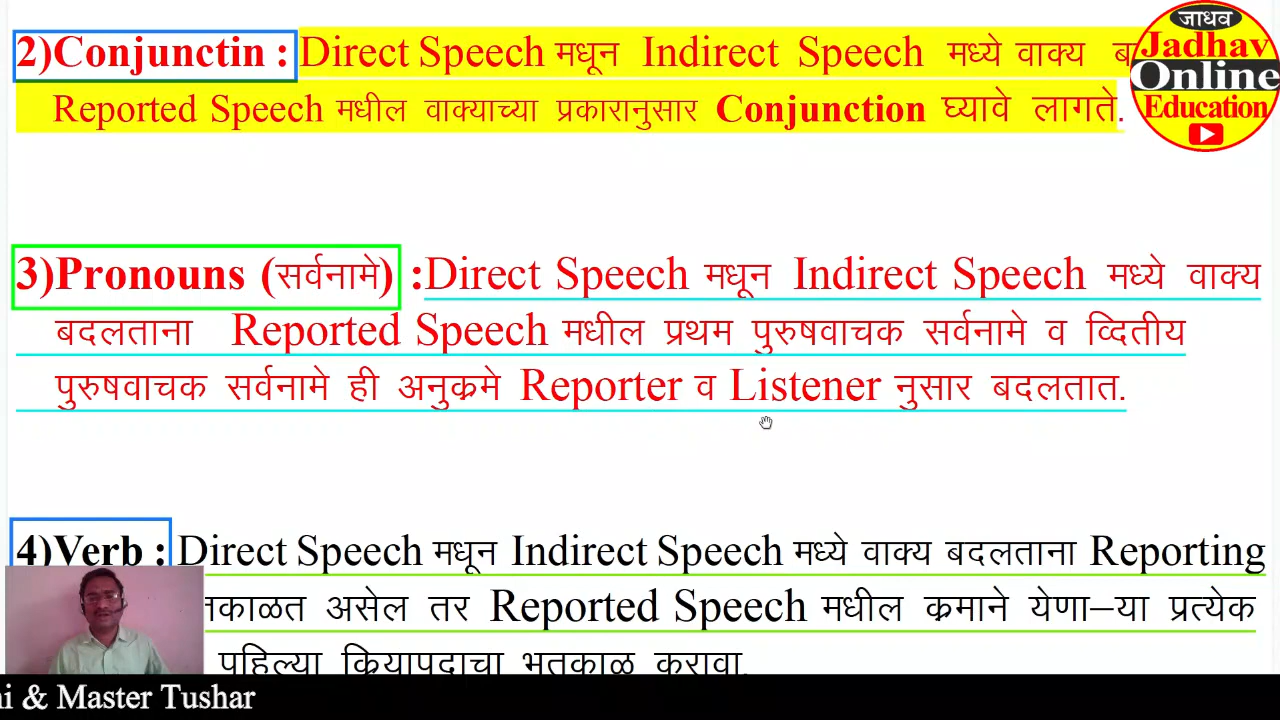 2)Conjunctin : Direct Speech मधून Indirect Speech मध्ये वाक्य
Reported Speech मधील वाक्याच्या प्रकारानुसार Conjunction घ्यावे लागते.
जाधव
Jadhav
Online
Education
3)Pronouns (सर्वनामे) :Direct Speech मधून Indirect Speech मध्ये वाक्य
बदलताना Reported Speech मधील प्रथम पुरुषवाचक सर्वनामे व व्दितीय
पुरुषवाचक सर्वनामे ही अनुक्रमे Reporter व Listener नुसार बदलतात.
4)Verb : Direct Speech मधून Indirect Speech मध्ये वाक्य बदलताना Reporting
असेल तर Reported Speech मधील क्रमाने येणा–या प्रत्येक
पहिल्या क्रियापदाचा भूतकाळ करावा.
& Master Tushar